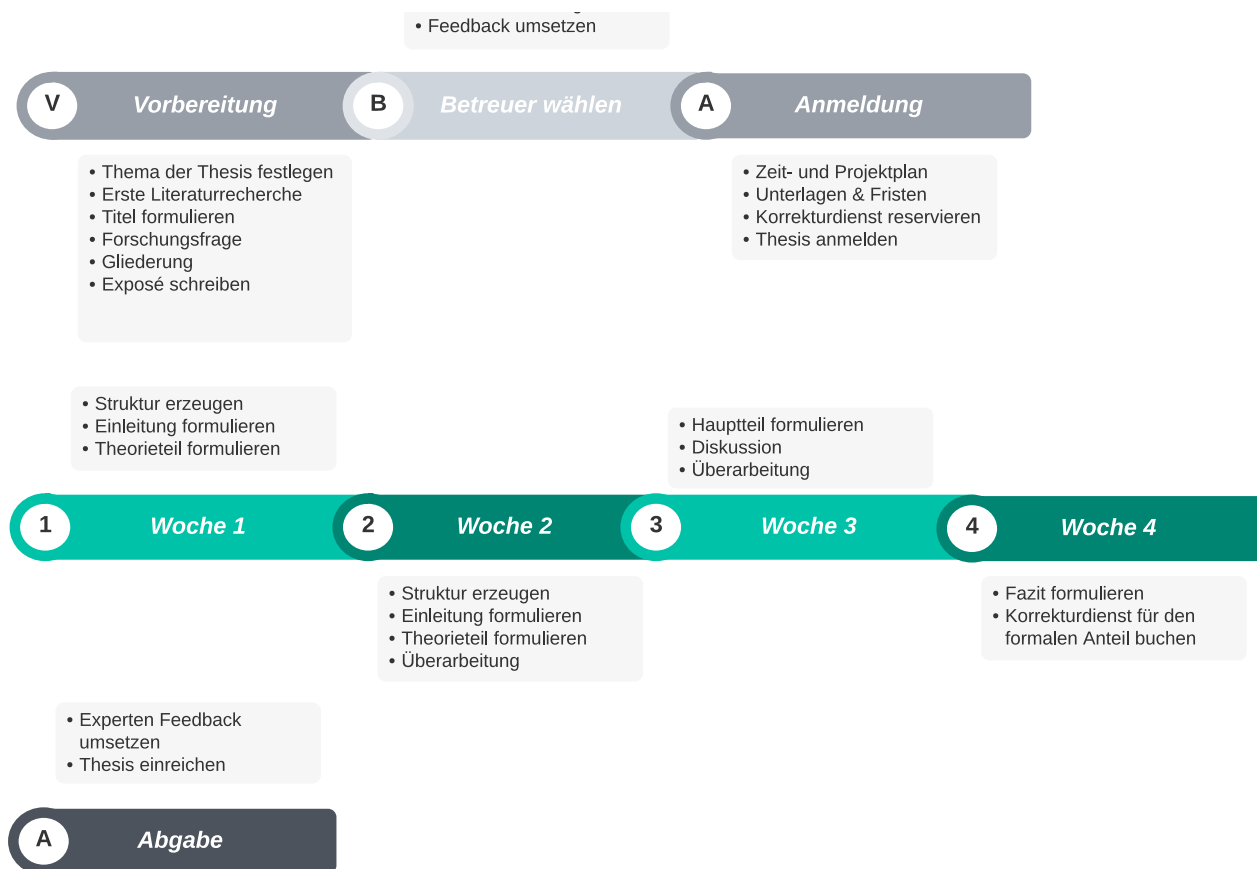 • Feedback umsetzen
V Vorbereitung B Betreuer wählen A Anmeldung
• Thema der Thesis festlegen
• Erste Literaturrecherche
• Titel formulieren
• Forschungsfrage
• Gliederung
• Exposé schreiben
• Zeit- und Projektplan
• Unterlagen & Fristen
• Korrekturdienst reservieren
• Thesis anmelden
• Struktur erzeugen
• Einleitung formulieren
• Theorieteil formulieren
• Hauptteil formulieren
• Diskussion
• Überarbeitung
1 Woche 1 2 Woche 2 3 Woche 3 4 Woche 4
• Struktur erzeugen
• Einleitung formulieren
• Theorieteil formulieren
• Überarbeitung
• Fazit formulieren
• Korrekturdienst für den
formalen Anteil buchen
• Experten Feedback
umsetzen
• Thesis einreichen
A Abgabe